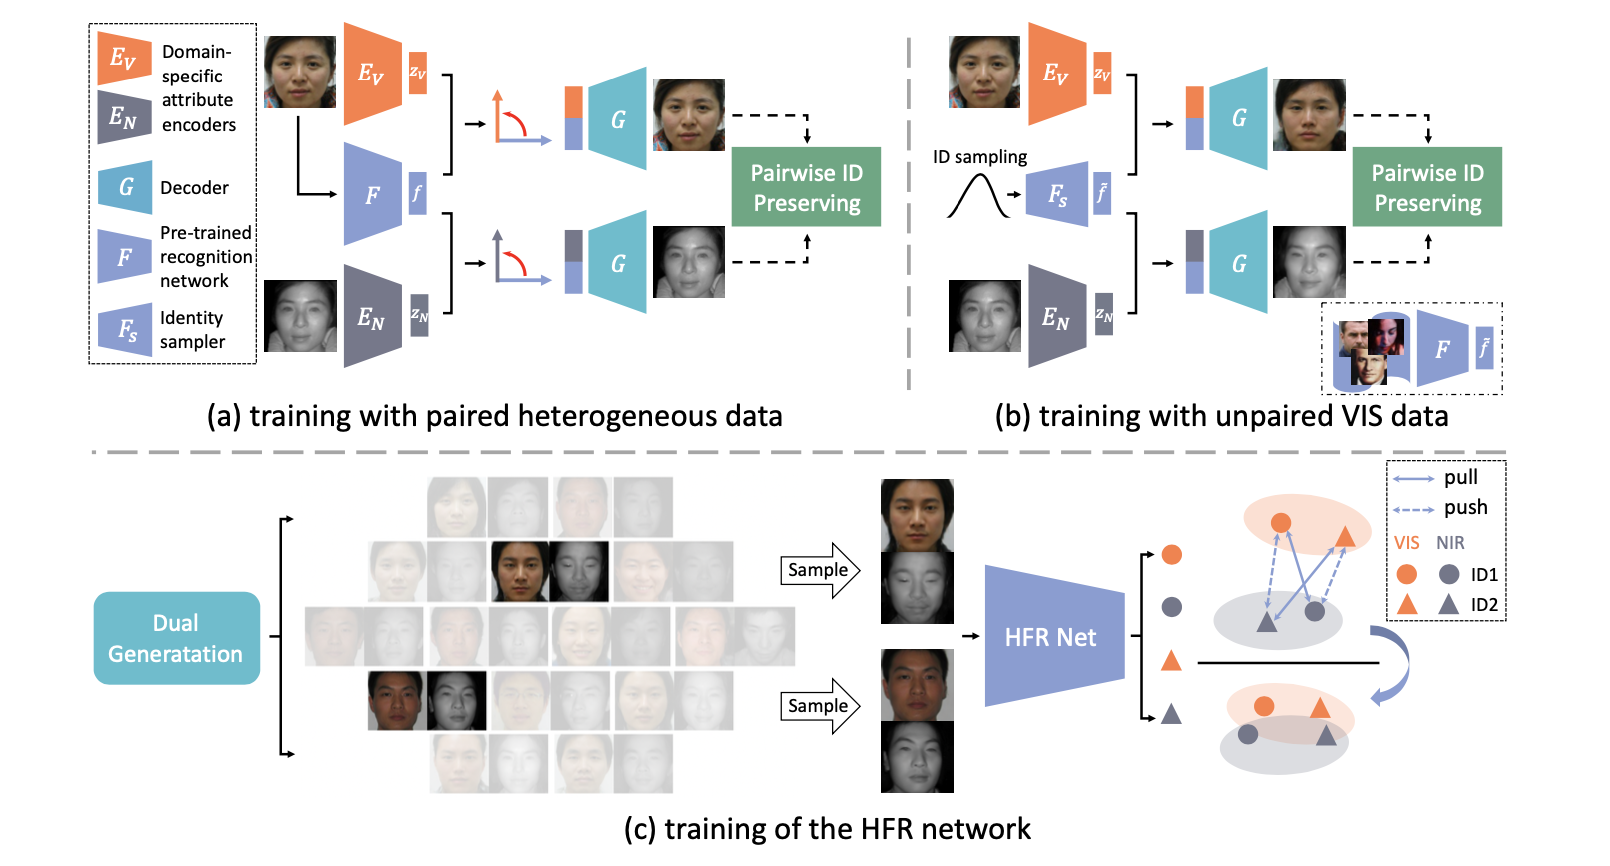 E_V
Domain-
specific
attribute
encoders
E_N
G
Decoder
F
Pre-trained
recognition
network
F_S
Identity
sampler
E_V
z_V
F
f
E_N
z_N
G
G
Pairwise ID
Preserving
(a) training with paired heterogeneous data
E_V
z_V
ID sampling
F_S
f̃
E_N
z_N
G
G
Pairwise ID
Preserving
F
f̃
(b) training with unpaired VIS data
Dual
Generatation
Sample
Sample
HFR Net
pull
push
VIS NIR
ID1
ID2
(c) training of the HFR network